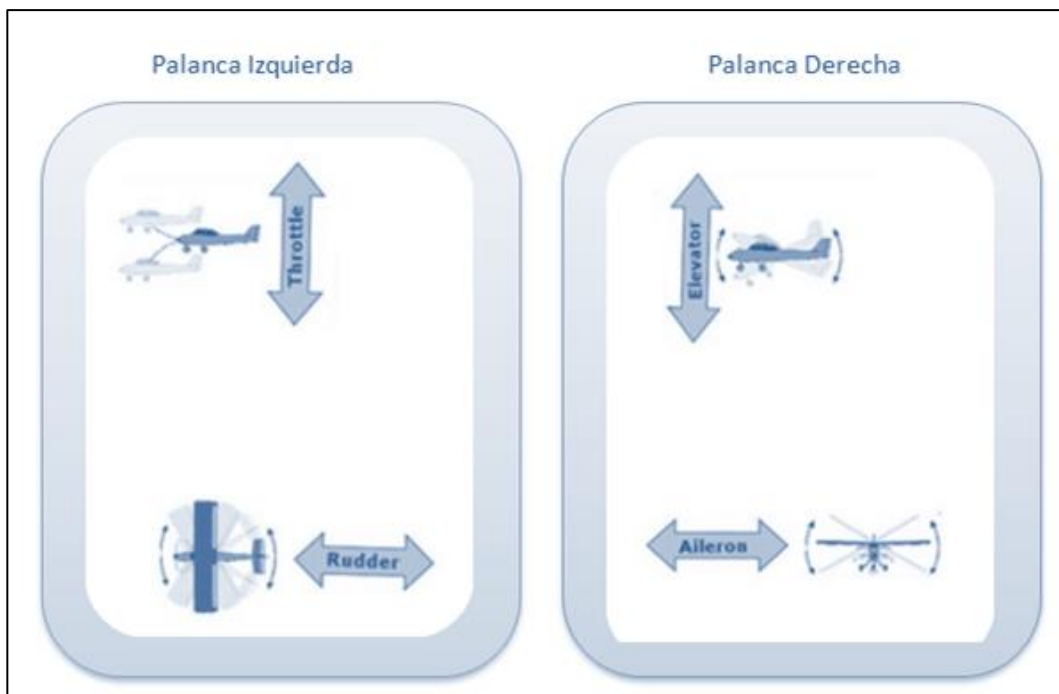 Palanca Izquierda
Palanca Derecha
Throttle
Elevator
Rudder
Aileron